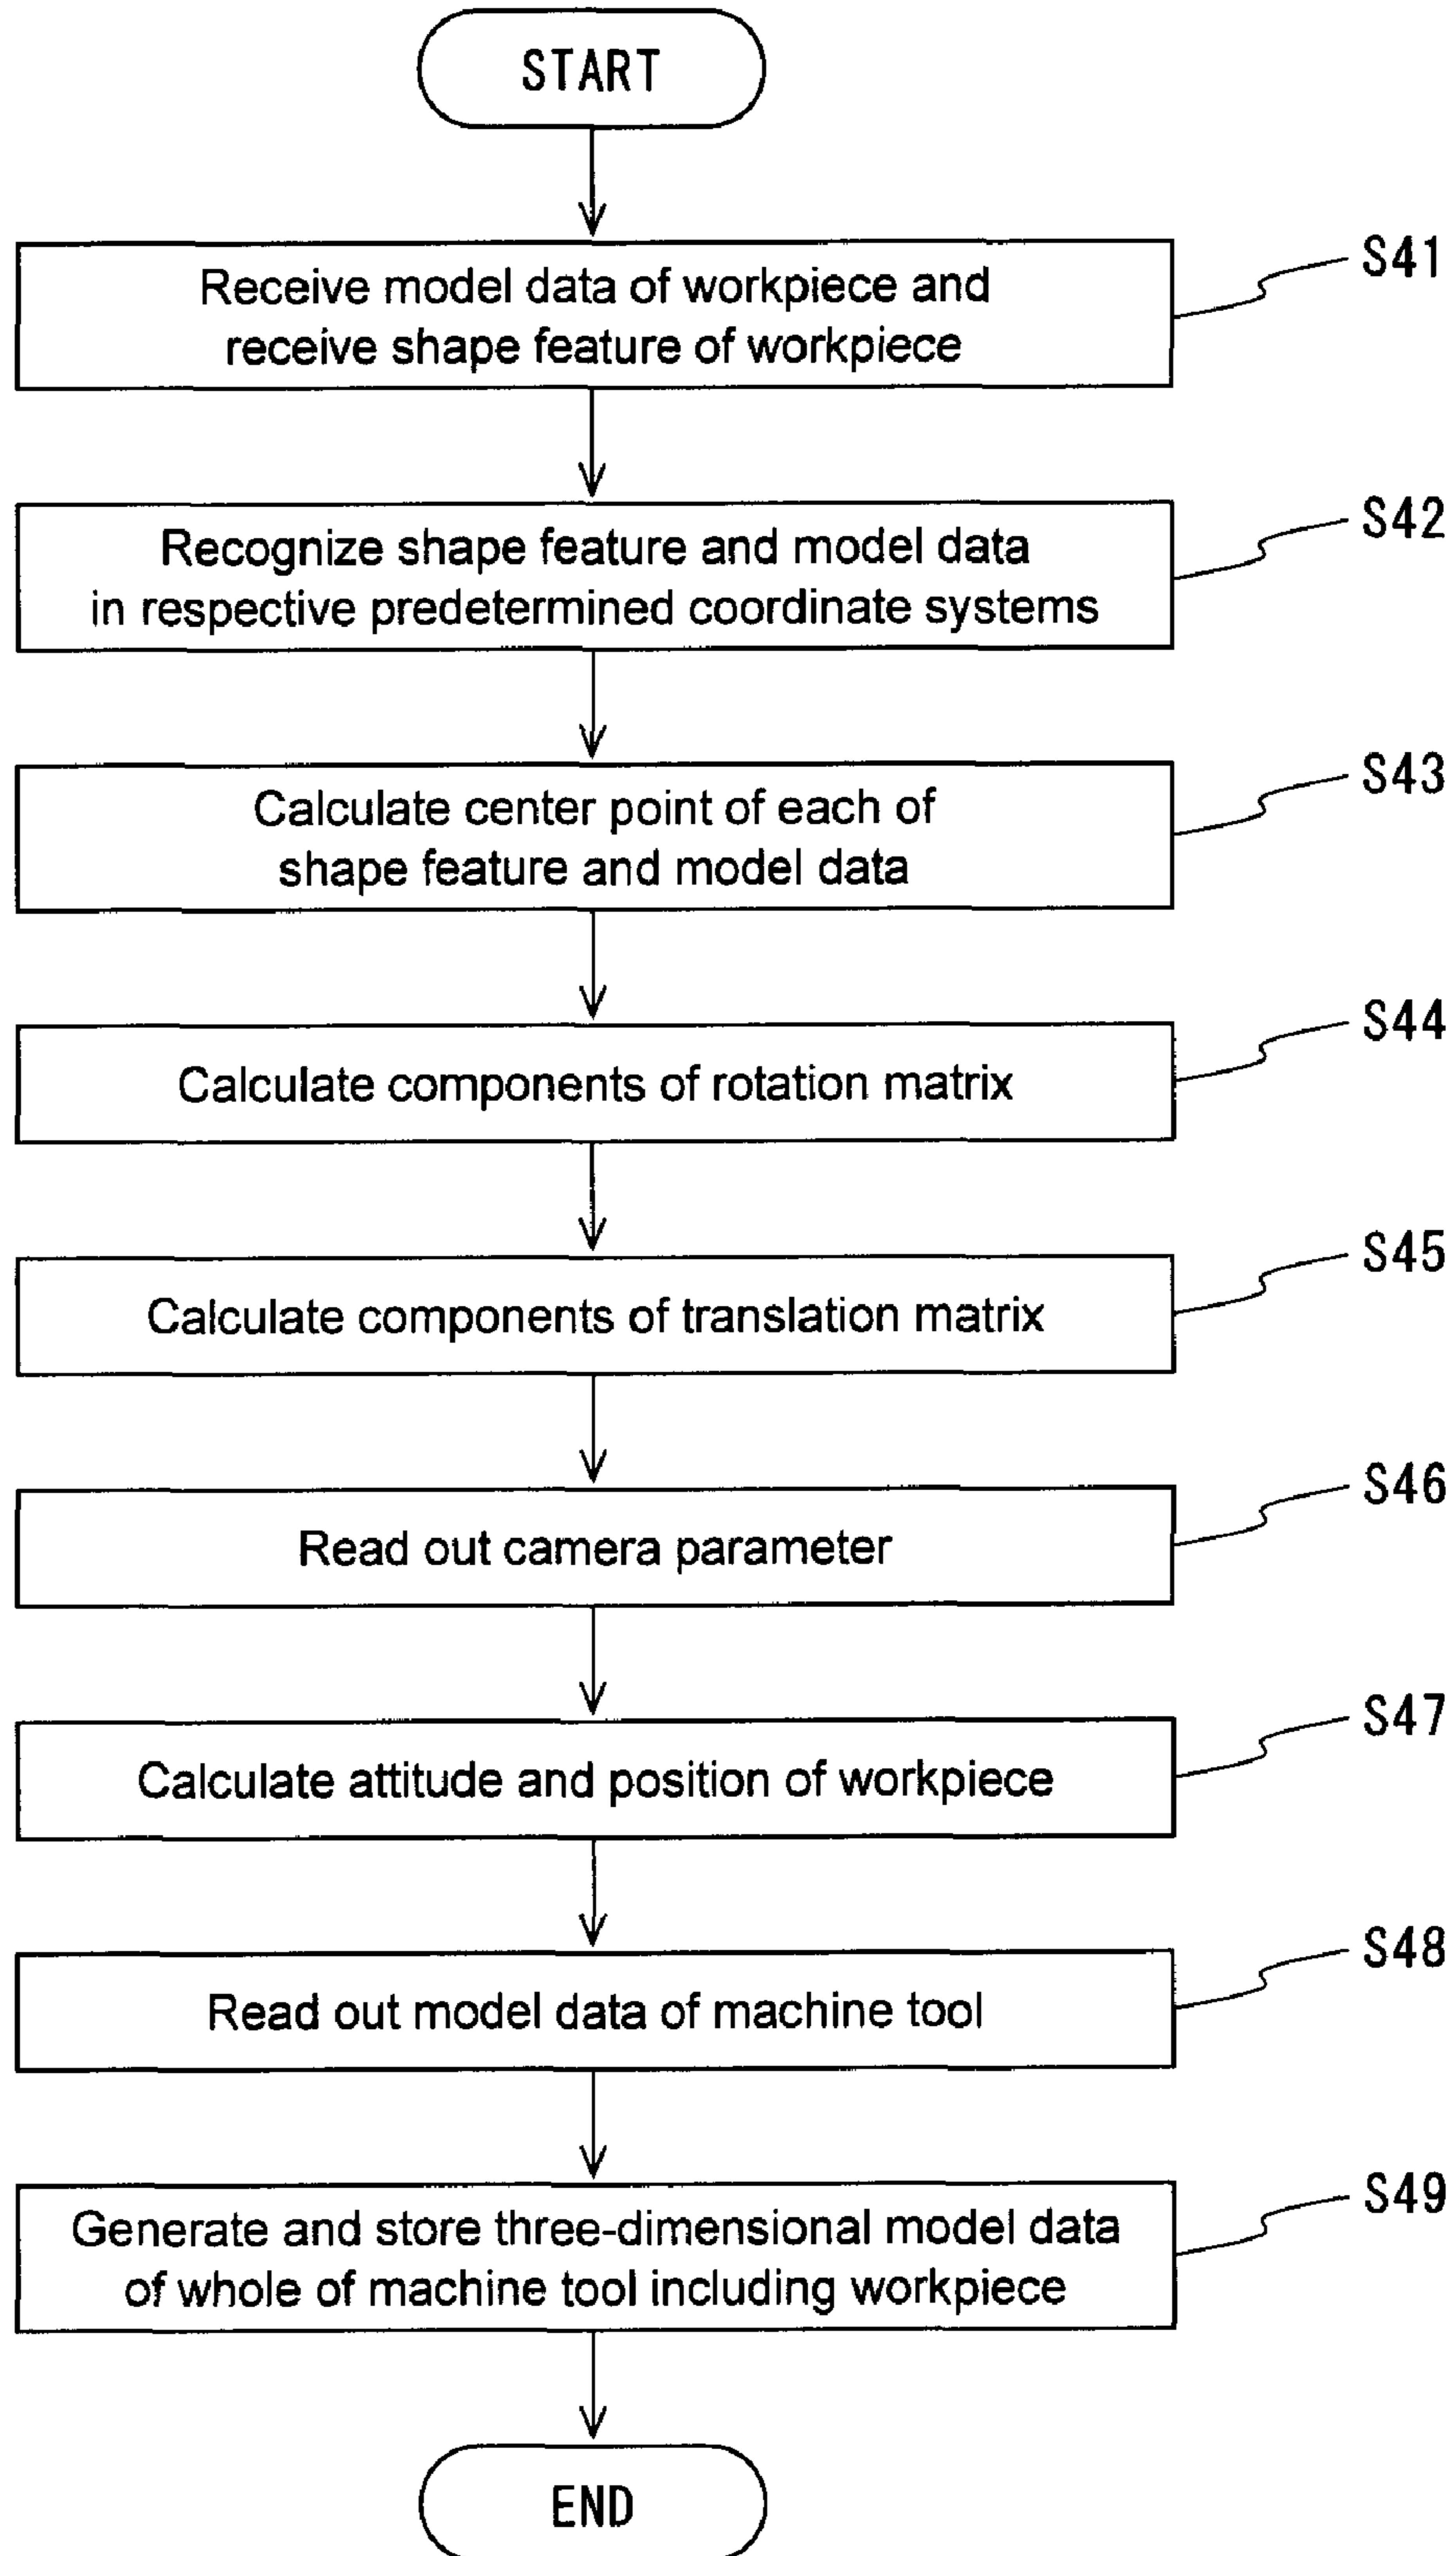 START
Receive model data of workpiece and
receive shape feature of workpiece
S41
Recognize shape feature and model data
in respective predetermined coordinate systems
S42
Calculate center point of each of
shape feature and model data
S43
Calculate components of rotation matrix
S44
Calculate components of translation matrix
S45
Read out camera parameter
S46
Calculate attitude and position of workpiece
S47
Read out model data of machine tool
S48
Generate and store three-dimensional model data
of whole of machine tool including workpiece
S49
END